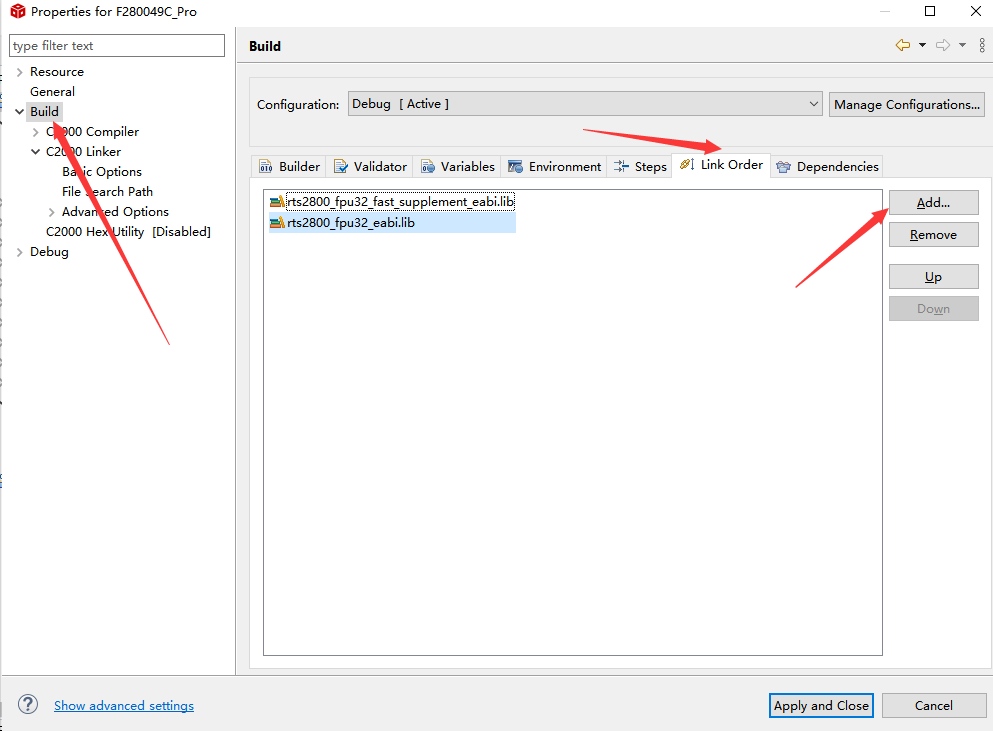 Properties for F280049C_Pro
type filter text
Resource
General
Build
C2000 Compiler
C2000 Linker
Basic Options
File Search Path
Advanced Options
C2000 Hex Utility [Disabled]
Debug
Build
Configuration: Debug [ Active ] Manage Configurations...
Builder Validator Variables Environment Steps Link Order Dependencies
rts2800_fpu32_fast_supplement_eabi.lib
rts2800_fpu32_eabi.lib
Add...
Remove
Up
Down
Show advanced settings
Apply and Close Cancel